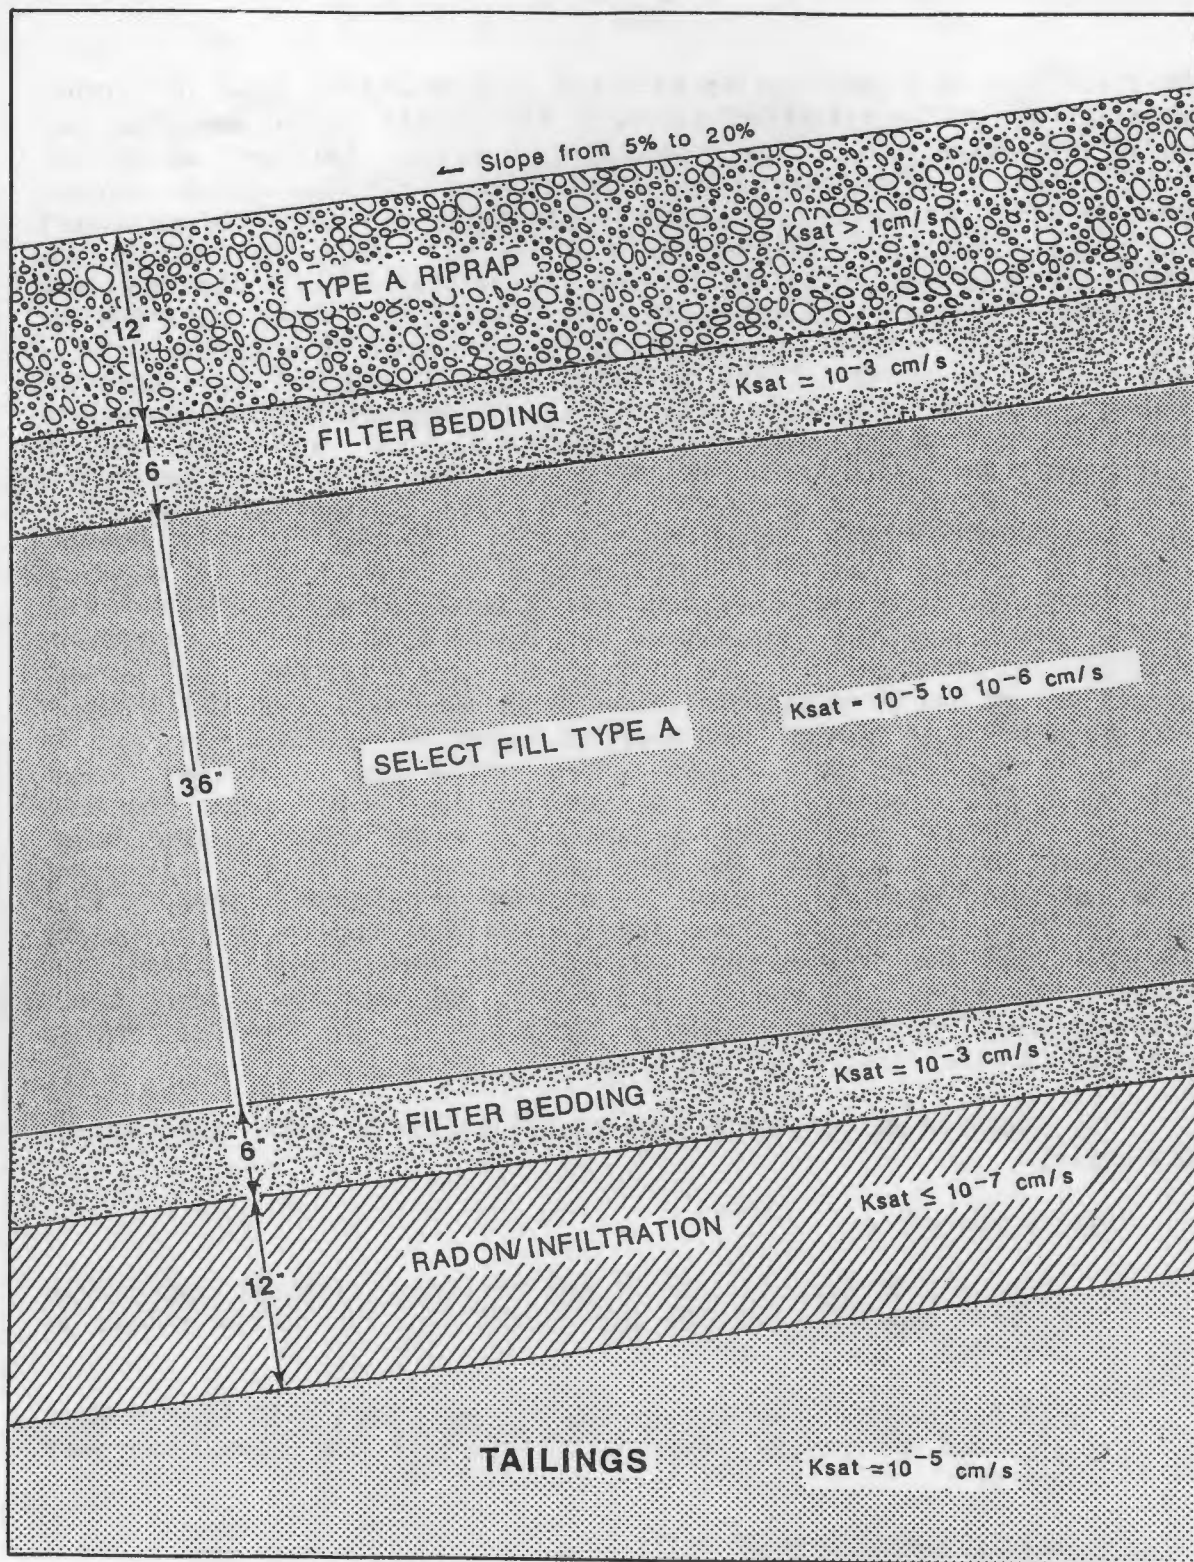 ← Slope from 5% to 20%
Ksat > 1cm/s
TYPE A RIPRAP
12"
Ksat = 10⁻³ cm/s
FILTER BEDDING
6"
Ksat = 10⁻⁵ to 10⁻⁶ cm/s
SELECT FILL TYPE A
36"
Ksat = 10⁻³ cm/s
FILTER BEDDING
6"
Ksat ≤ 10⁻⁷ cm/s
RADON/INFILTRATION
12"
TAILINGS
Ksat ≃10⁻⁵ cm/s